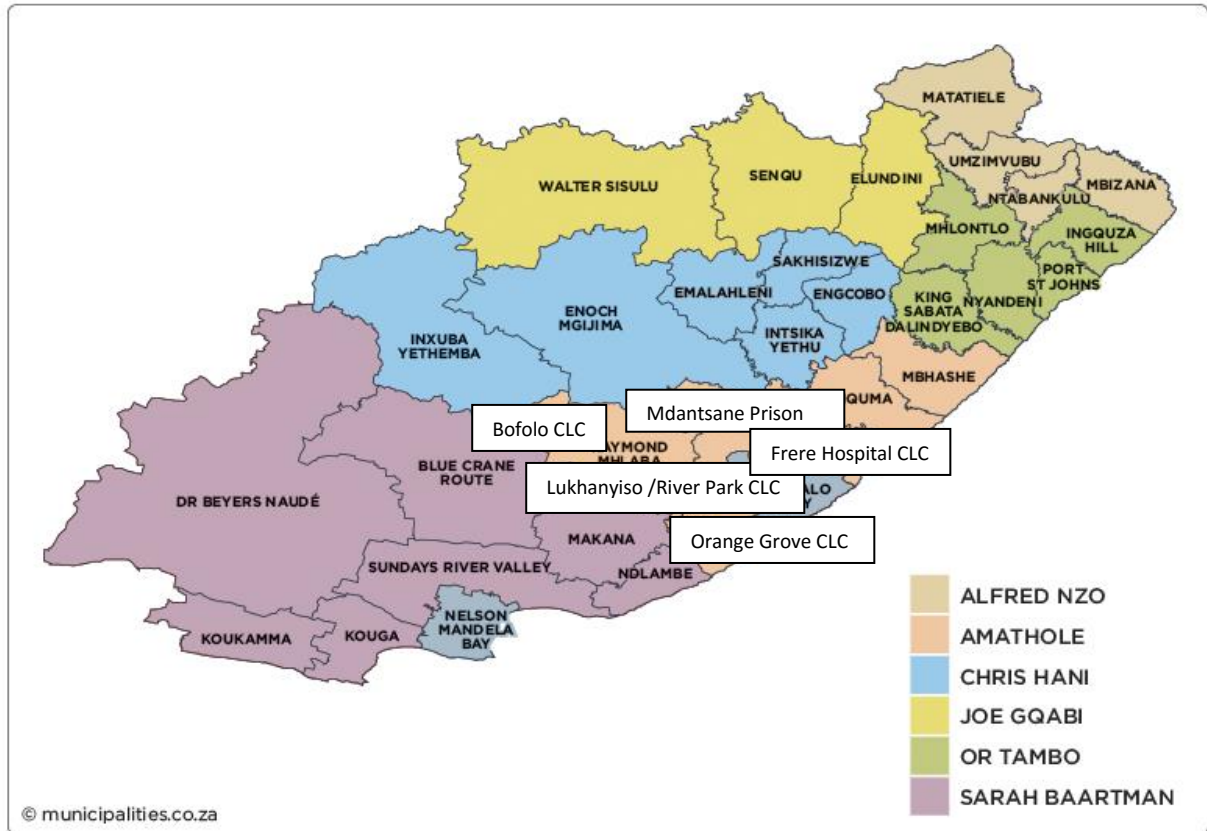 MATATIELE
UMZIMVUBU
MBIZANA
NTABANKULU
WALTER SISULU
SENQU
ELUNDINI
MHLONTLO
INGQUZA
HILL
PORT
ST JOHNS
NYANDENI
KING
SABATA
DALINDYEBO
SAKHISIZWE
EMALAHLENI
ENGCOBO
ENOCH
MGIJIMA
INTSIKA
YETHU
INXUBA
YETHEMBA
MBHASHE
QUMA
Mdantsane Prison
Bofolo CLC
AYMOND
MHLABA
Frere Hospital CLC
BLUE CRANE
ROUTE
Lukhanyiso /River Park CLC
ALO
Y
DR BEYERS NAUDÉ
MAKANA
Orange Grove CLC
SUNDAYS RIVER VALLEY
NDLAMBE
NELSON
MANDELA
BAY
KOUKAMMA
KOUGA
ALFRED NZO
AMATHOLE
CHRIS HANI
JOE GQABI
OR TAMBO
SARAH BAARTMAN
© municipalities.co.za